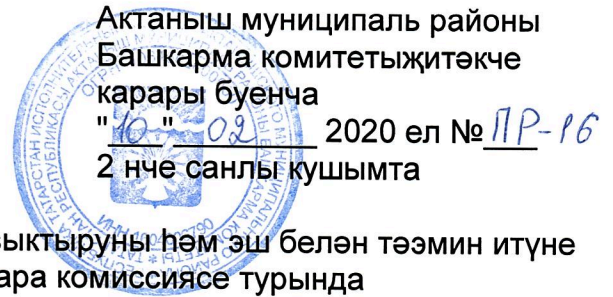 Актаныш муниципаль районы
Башкарма комитетыҗитәкче
карары буенча
"10" 02 2020 ел №ПР-16
2 нче санлы кушымта
выктыруны һәм эш белән тәэмин итүне
ара комиссиясе турында